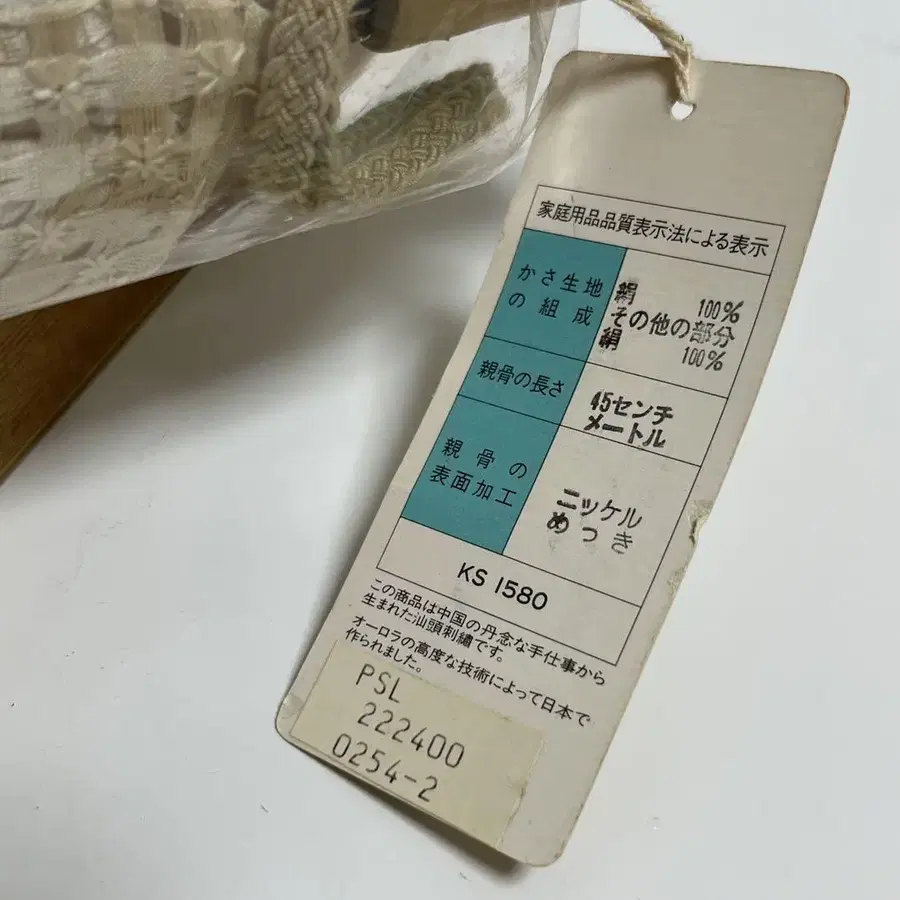 家庭用品品質表示法による表示
かさ生地
の組成
絹 100%
その他の部分
絹 100%
親骨の長さ
45センチ
メートル
親骨の
表面加工
ニッケル
めっき
KS 1580
この商品は中国の丹念な手仕事から
生まれた汕頭刺繡です。
オーロラの高度な技術によって日本で
作られました。
PSL
222400
0254-2